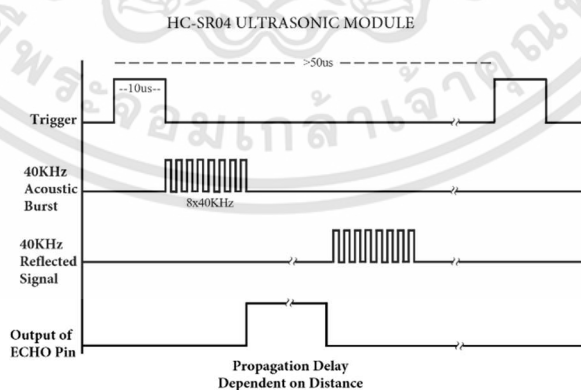 HC-SR04 ULTRASONIC MODULE
>50us
--10us--
Trigger
40KHz
Acoustic
Burst
8x40KHz
40KHz
Reflected
Signal
Output of
ECHO Pin
Propagation Delay
Dependent on Distance